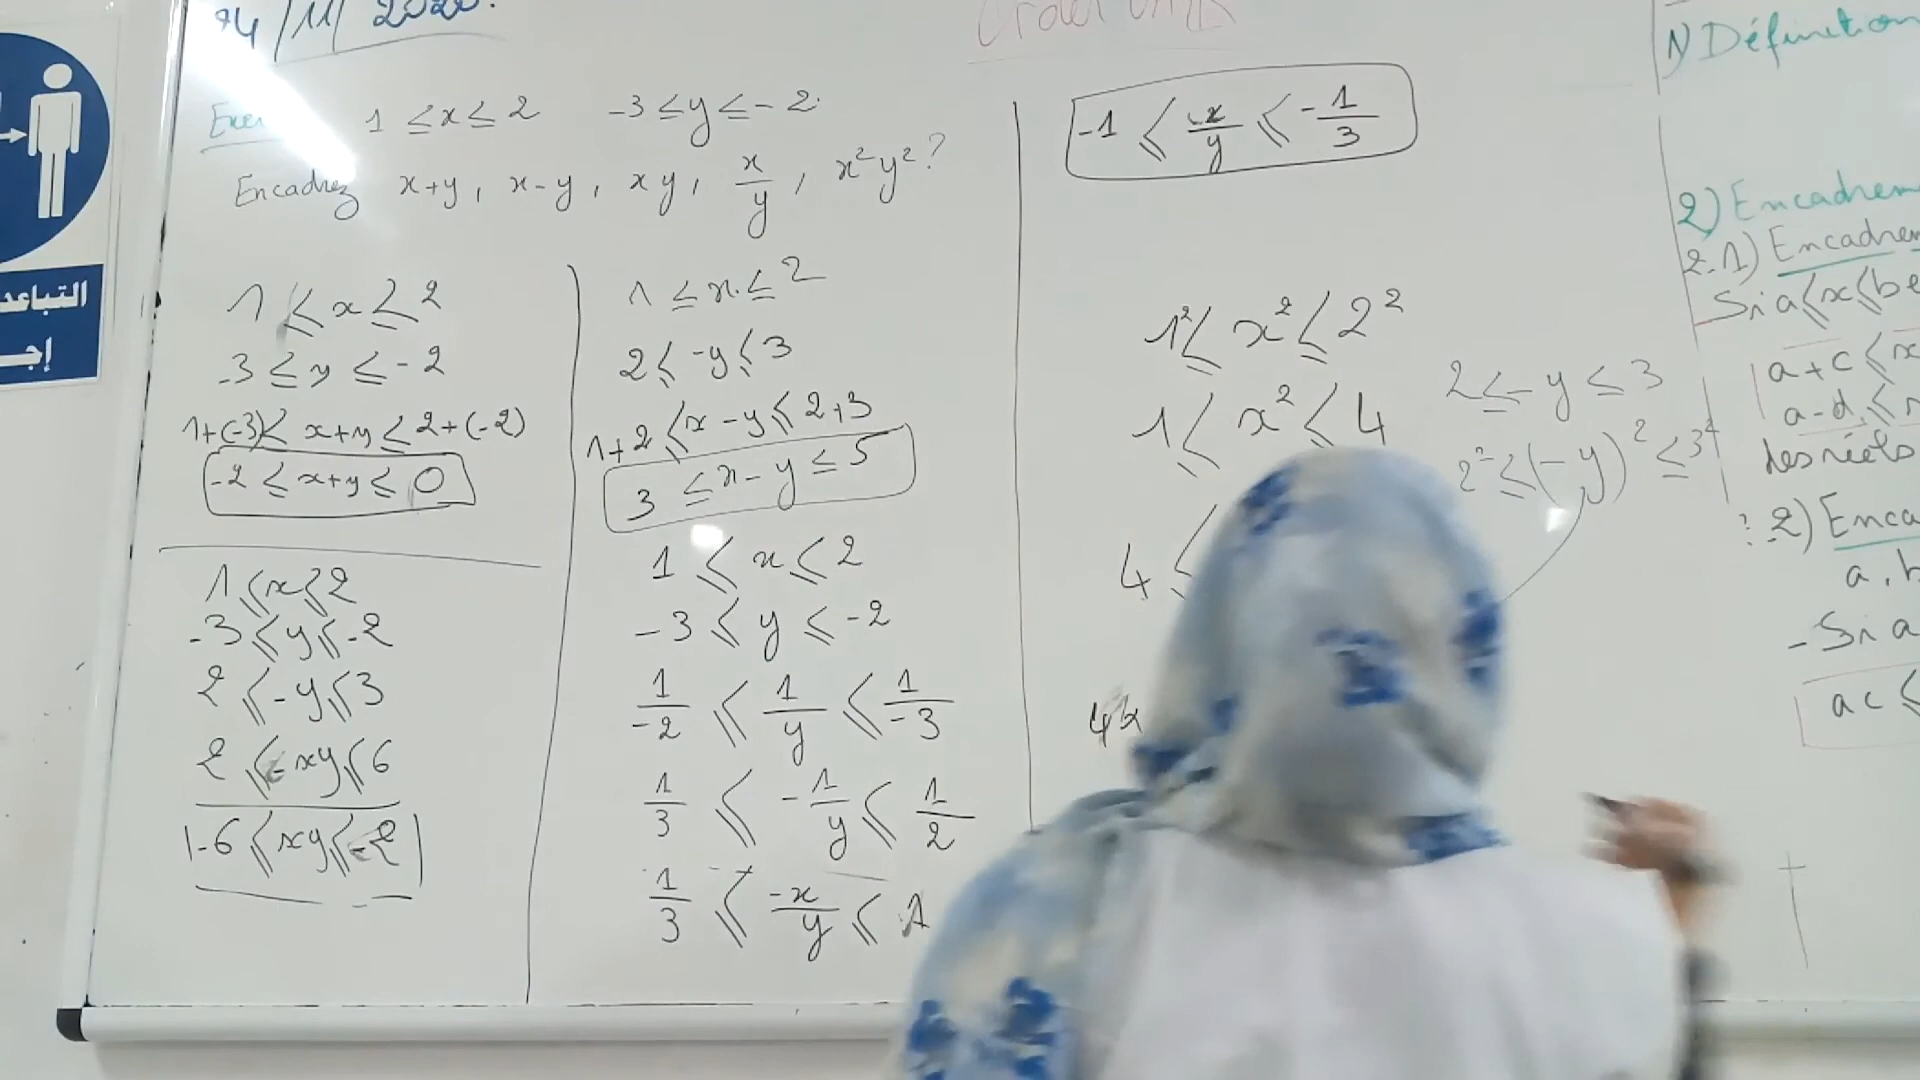 24/11/2020.
1 ≤ x ≤ 2 -3 ≤ y ≤ -2
Encadrez x+y, x-y, xy, x/y, x²y²?
1 ≤ x ≤ 2
-3 ≤ y ≤ -2
1+(-3) ≤ x+y ≤ 2+(-2)
-2 ≤ x+y ≤ 0
1 ≤ x ≤ 2
-3 ≤ y ≤ -2
2 ≤ -y ≤ 3
2 ≤ -xy ≤ 6
-6 ≤ xy ≤ -2
1 ≤ x ≤ 2
2 ≤ -y ≤ 3
1+2 ≤ x-y ≤ 2+3
3 ≤ x-y ≤ 5
1 ≤ x ≤ 2
-3 ≤ y ≤ -2
1/-2 ≤ 1/y ≤ 1/-3
1/3 ≤ -1/y ≤ 1/2
1/3 ≤ -x/y ≤ 1
-1 ≤ x/y ≤ -1/3
1² ≤ x² ≤ 2²
1 ≤ x² ≤ 4
2 ≤ -y ≤ 3
2² ≤ (-y)² ≤ 3²
4 ≤
4x
1) Définition
2)
2.1)
Si a ≤ x ≤ b
a+c ≤
a-d ≤
des réels
2)
a, b
- Si a
ac ≤
التباعد